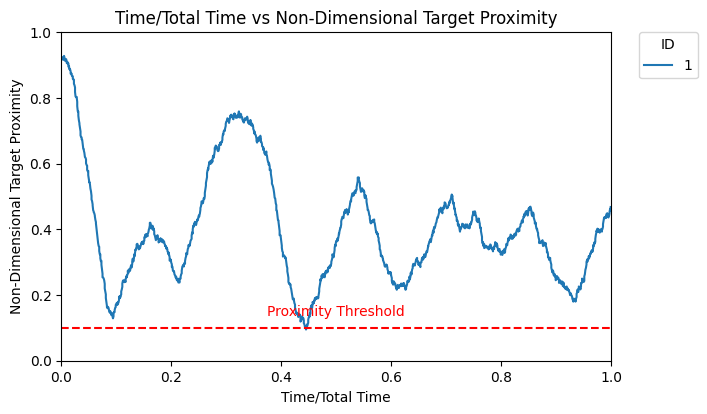 Time/Total Time vs Non-Dimensional Target Proximity
ID
1
Non-Dimensional Target Proximity
1.0
0.8
0.6
0.4
0.2
0.0
Proximity Threshold
0.0 0.2 0.4 0.6 0.8 1.0
Time/Total Time